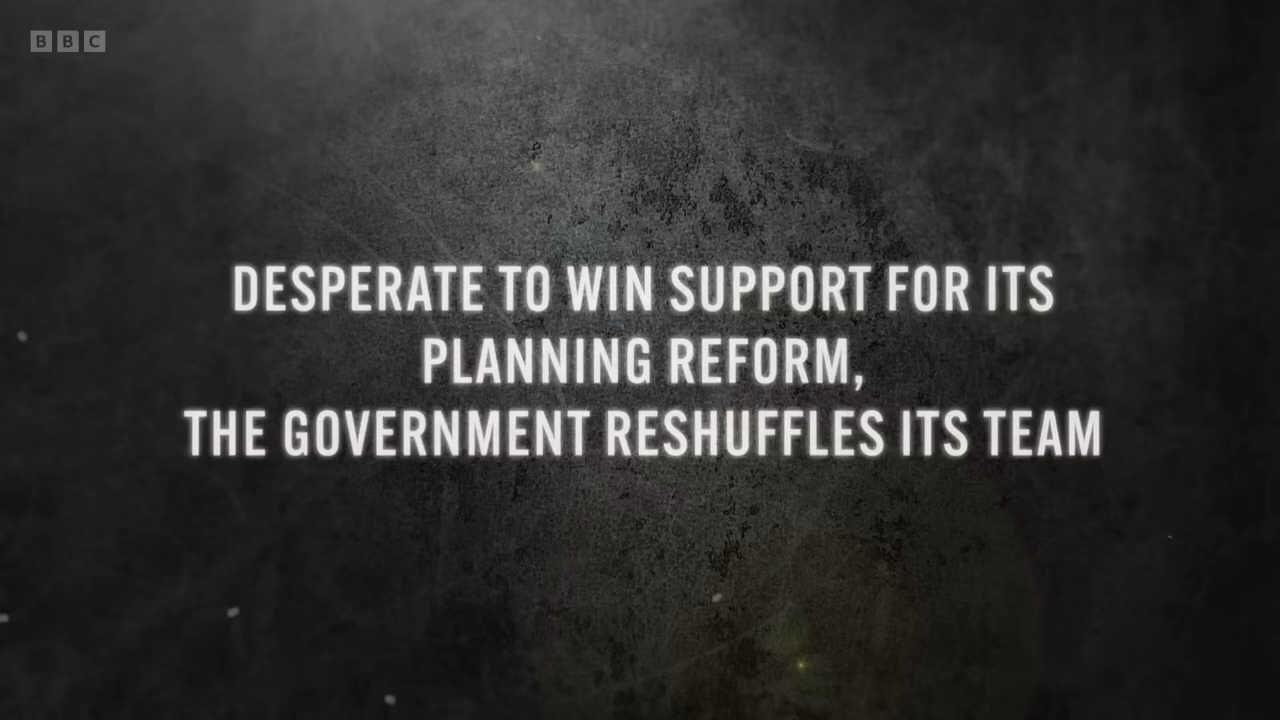 BBC
DESPERATE TO WIN SUPPORT FOR ITS
PLANNING REFORM,
THE GOVERNMENT RESHUFFLES ITS TEAM